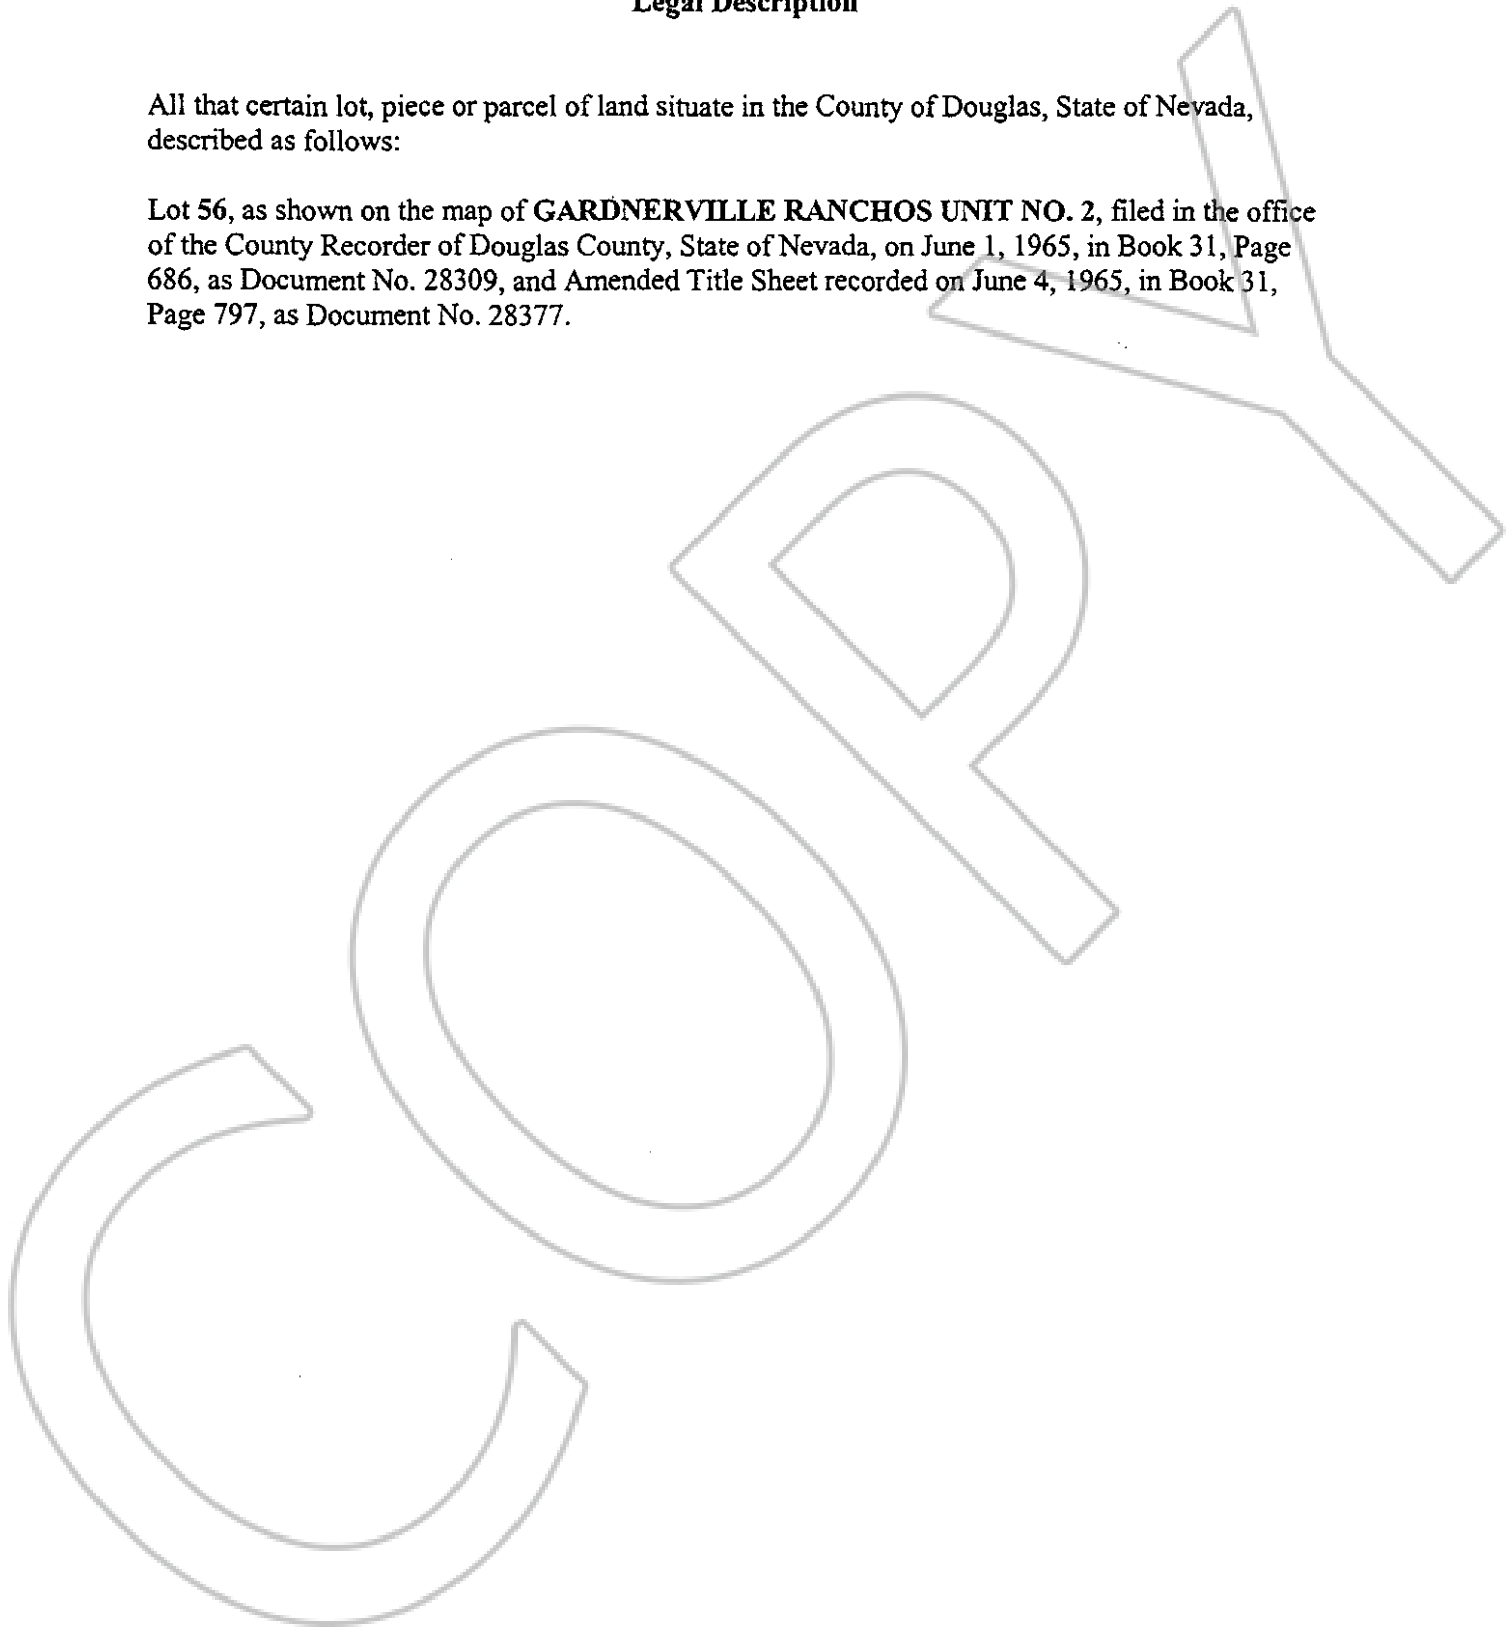 Legal Description
All that certain lot, piece or parcel of land situate in the County of Douglas, State of Nevada,
described as follows:
Lot 56, as shown on the map of GARDNERVILLE RANCHOS UNIT NO. 2, filed in the office
of the County Recorder of Douglas County, State of Nevada, on June 1, 1965, in Book 31, Page
686, as Document No. 28309, and Amended Title Sheet recorded on June 4, 1965, in Book 31,
Page 797, as Document No. 28377.
COPY